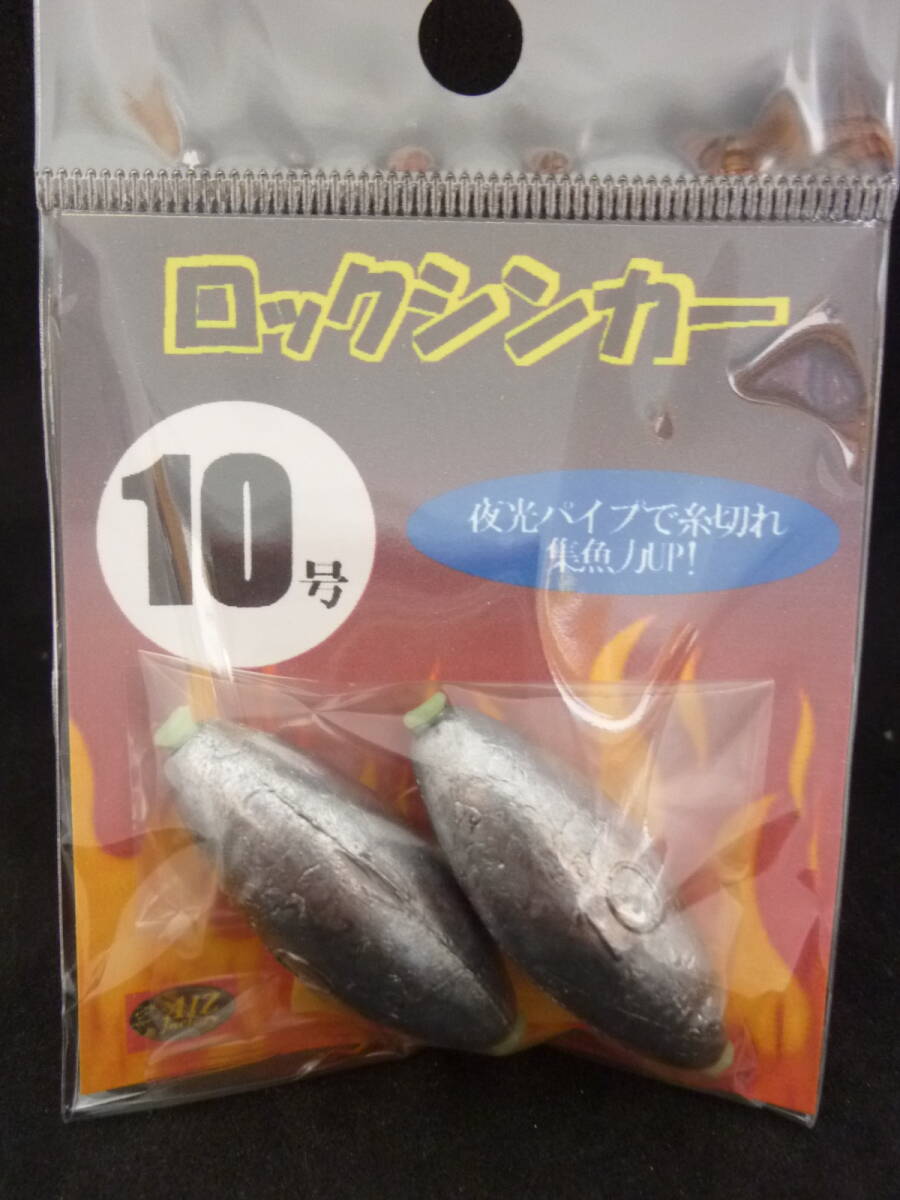 ロックシンカー
10号
夜光パイプで糸切れ
集魚力UP!